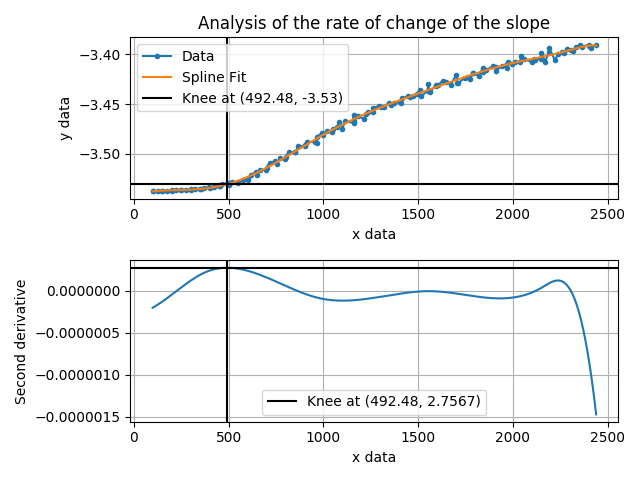 Analysis of the rate of change of the slope
Data
Spline Fit
Knee at (492.48, -3.53)
−3.40
−3.45
−3.50
y data
0 500 1000 1500 2000 2500
x data
0.0000000
−0.0000005
−0.0000010
−0.0000015
Second derivative
Knee at (492.48, 2.7567)
0 500 1000 1500 2000 2500
x data